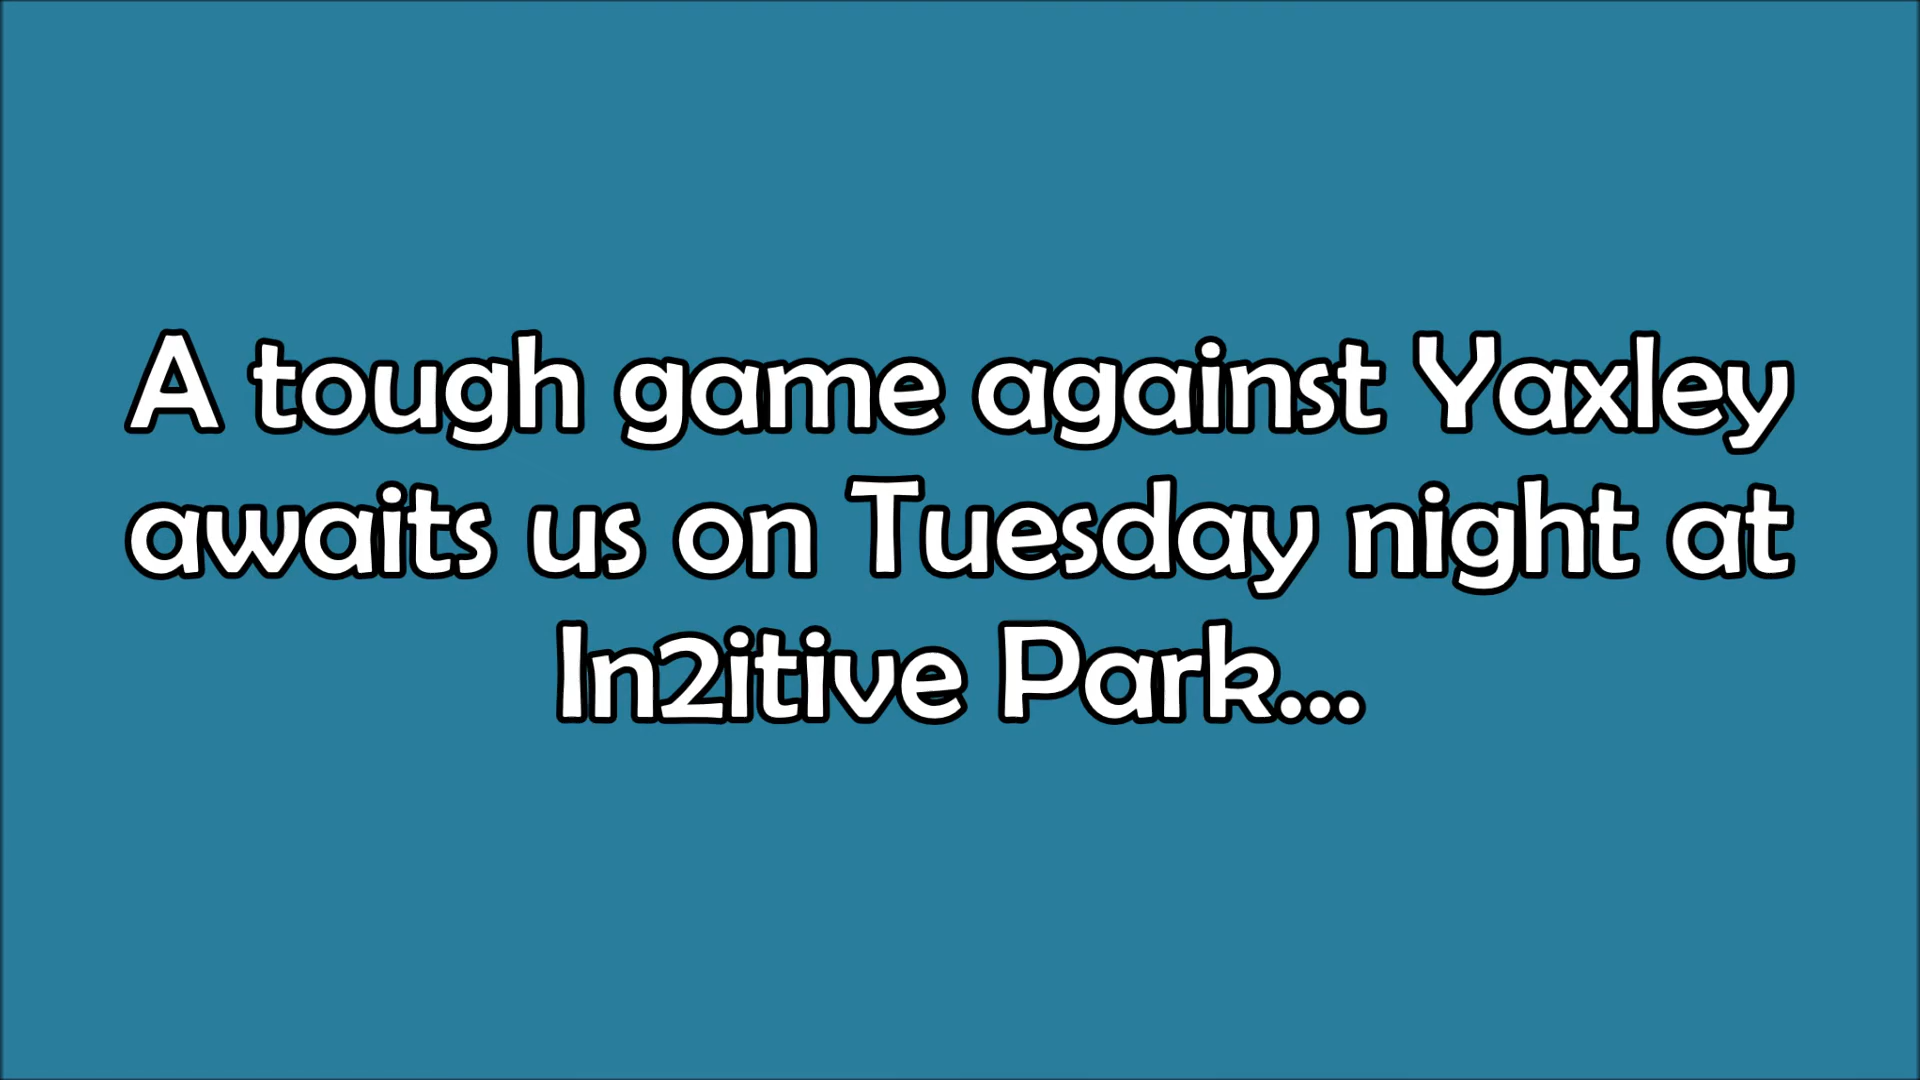 A tough game against Yaxley
awaits us on Tuesday night at
In2itive Park...